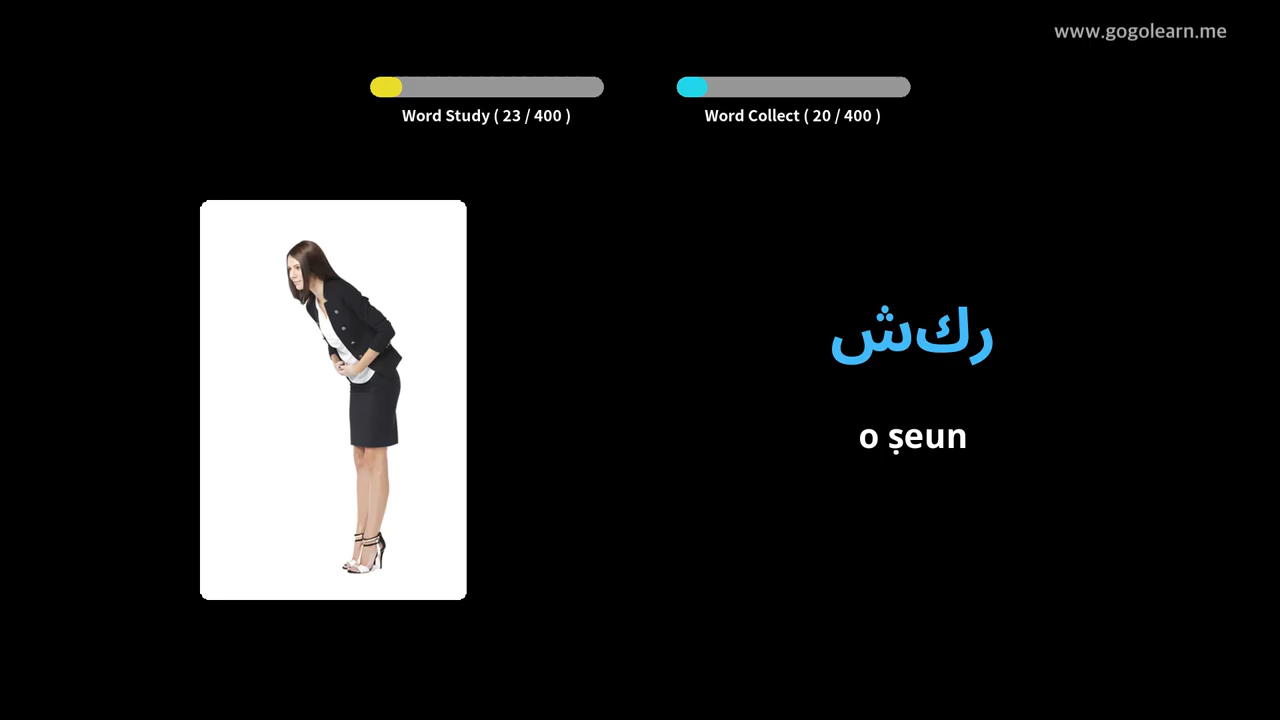 www.gogolearn.me
Word Study ( 23 / 400 )
Word Collect ( 20 / 400 )
ركش
o ṣeun